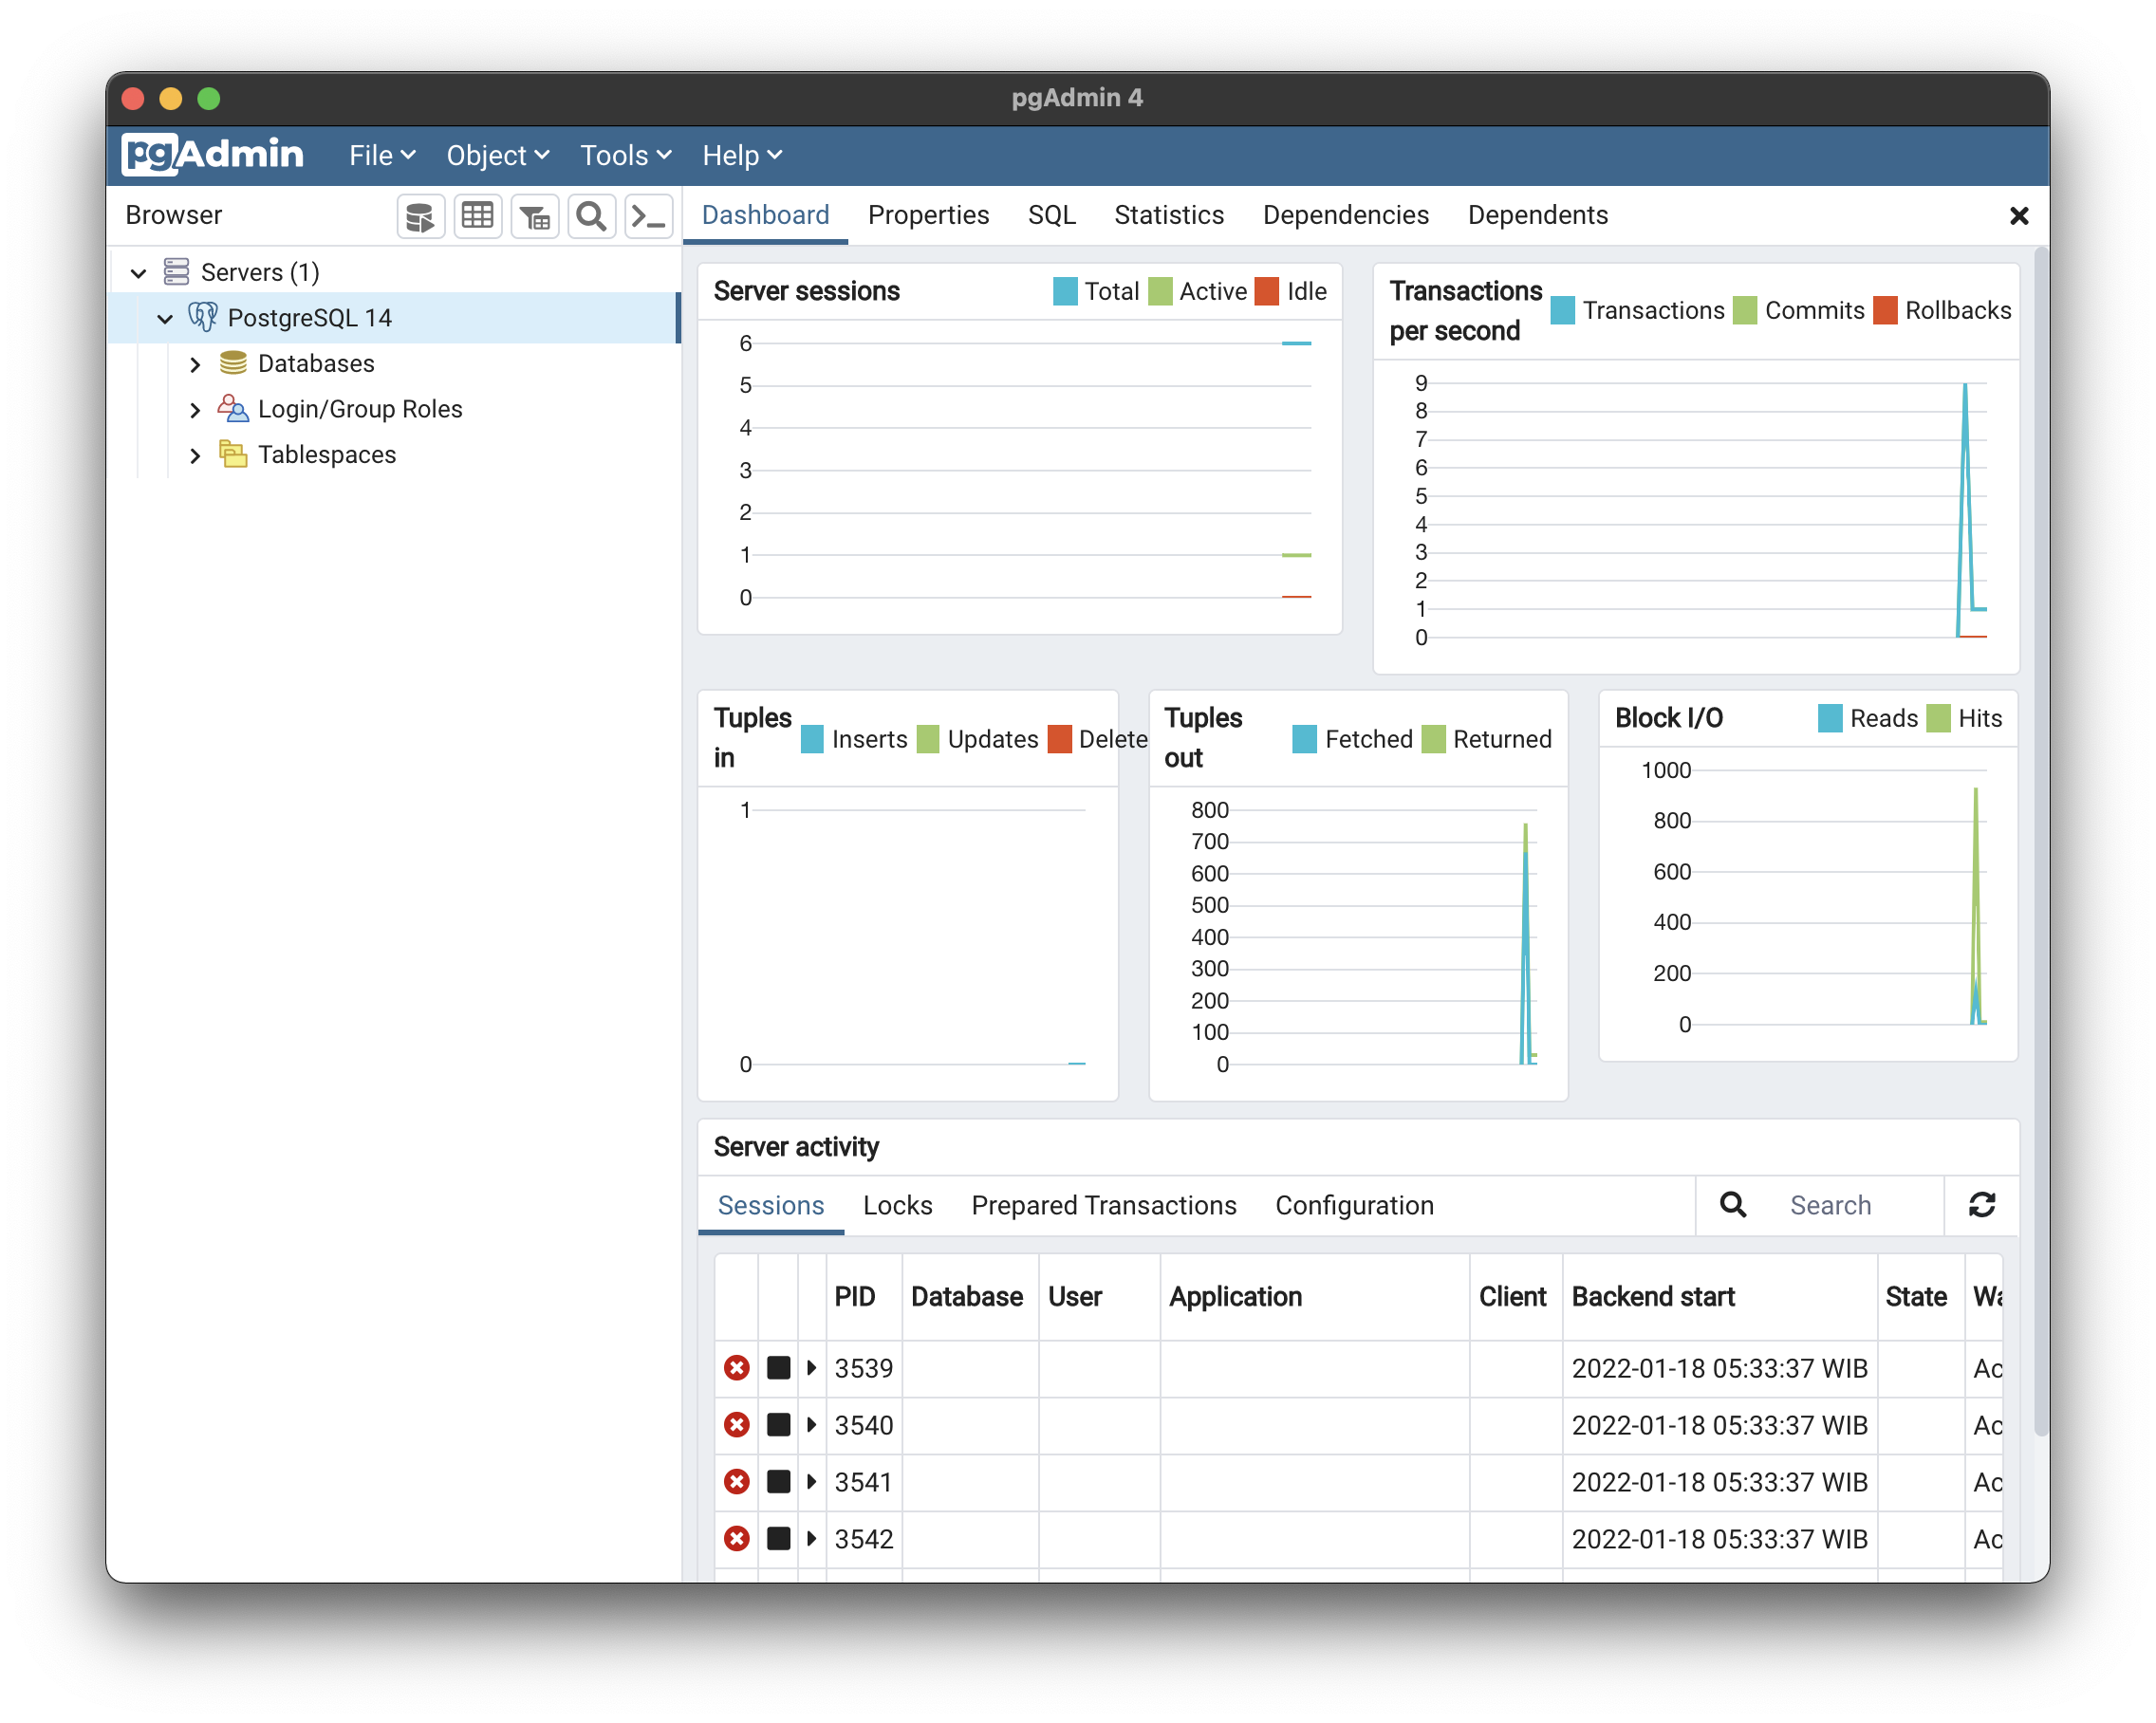 pgAdmin 4
pgAdmin File Object Tools Help
Browser
Dashboard Properties SQL Statistics Dependencies Dependents
Servers (1)
PostgreSQL 14
Databases
Login/Group Roles
Tablespaces
Server sessions Total Active Idle
6
5
4
3
2
1
0
Transactions
per second
Transactions Commits Rollbacks
9
8
7
6
5
4
3
2
1
0
Tuples
in
Inserts Updates Delete
1
0
Tuples
out
Fetched Returned
800
700
600
500
400
300
200
100
0
Block I/O Reads Hits
1000
800
600
400
200
0
Server activity
Sessions Locks Prepared Transactions Configuration Search
PID Database User Application Client Backend start State Wa
3539 2022-01-18 05:33:37 WIB Ac
3540 2022-01-18 05:33:37 WIB Ac
3541 2022-01-18 05:33:37 WIB Ac
3542 2022-01-18 05:33:37 WIB Ac